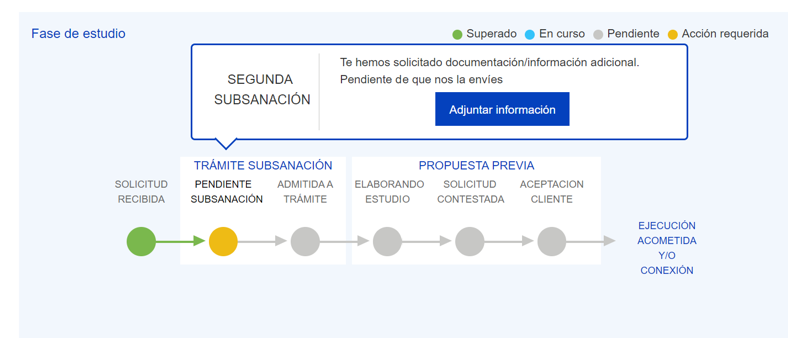 Fase de estudio
Superado En curso Pendiente Acción requerida
SEGUNDA
SUBSANACIÓN
Te hemos solicitado documentación/información adicional.
Pendiente de que nos la envíes
Adjuntar información
TRÁMITE SUBSANACIÓN
PROPUESTA PREVIA
SOLICITUD
RECIBIDA
PENDIENTE
SUBSANACIÓN
ADMITIDA A
TRÁMITE
ELABORANDO
ESTUDIO
SOLICITUD
CONTESTADA
ACEPTACION
CLIENTE
EJECUCIÓN
ACOMETIDA
Y/O
CONEXIÓN